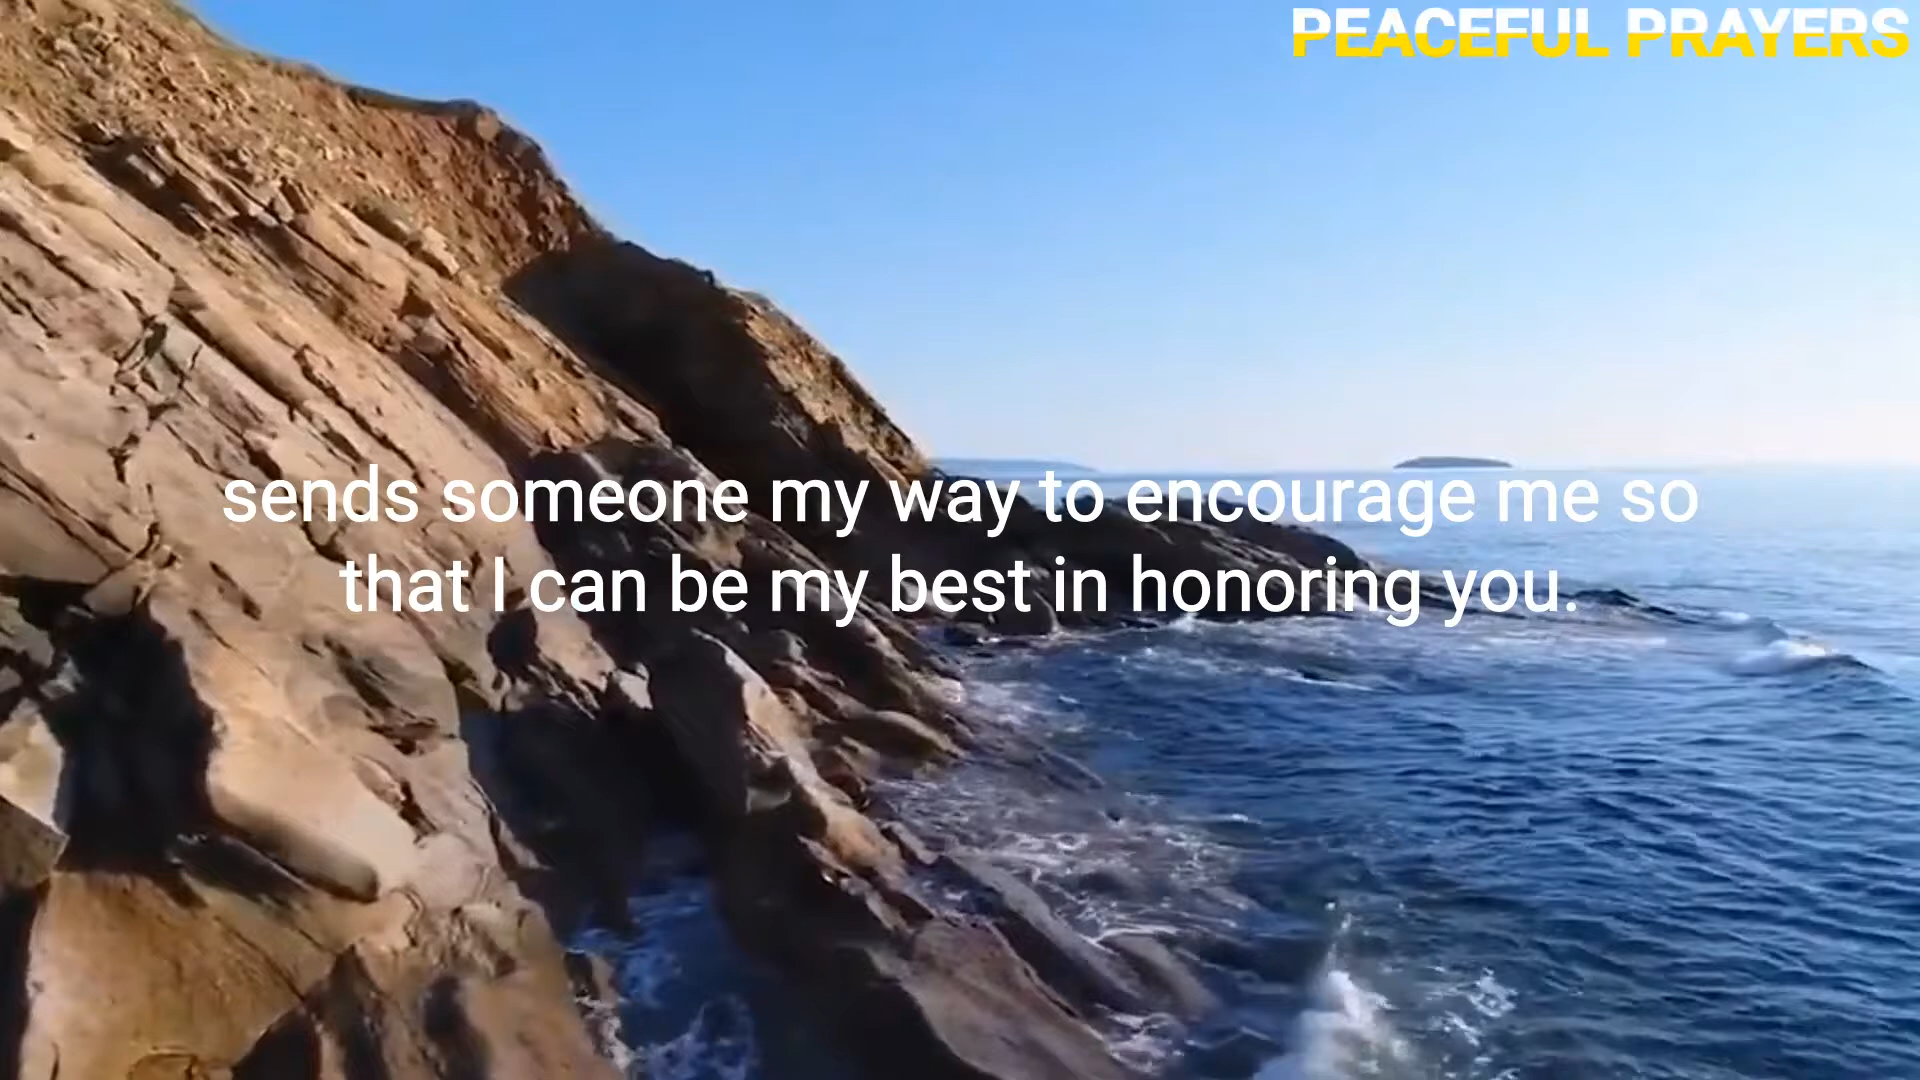 PEACEFUL PRAYERS
sends someone my way to encourage me so
that I can be my best in honoring you.